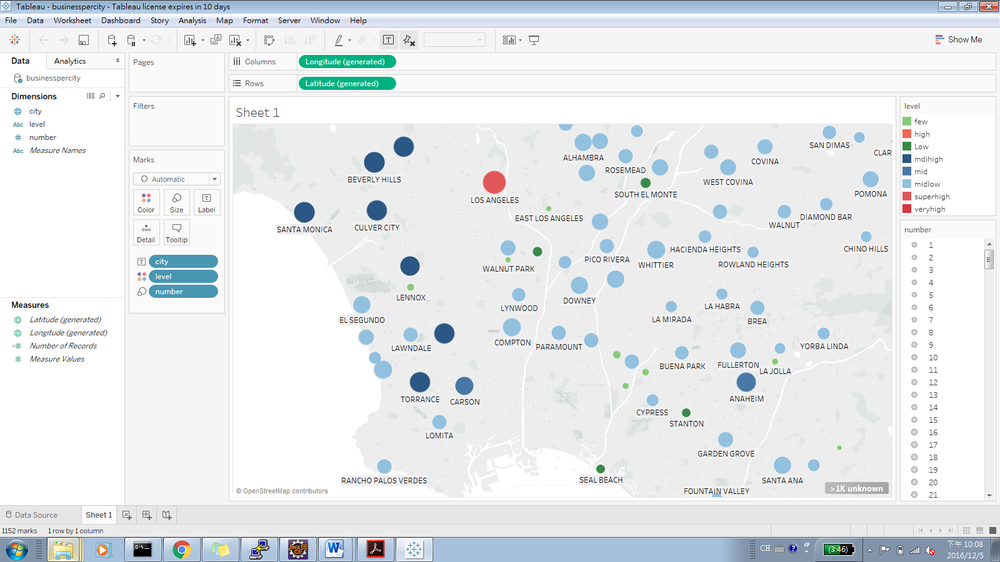 Tableau - businesspercity - Tableau license expires in 10 days
File Data Worksheet Dashboard Story Analysis Map Format Server Window Help
Show Me
Data
Analytics
businesspercity
Dimensions
city
Abc level
number
Abc Measure Names
Measures
Latitude (generated)
Longitude (generated)
Number of Records
Measure Values
Pages
Filters
Marks
Automatic
Color Size Label
Detail Tooltip
city
level
number
Columns Longitude (generated)
Rows Latitude (generated)
Sheet 1
ALHAMBRA
SAN DIMAS
CLAR
COVINA
ROSEMEAD
BEVERLY HILLS
WEST COVINA
LOS ANGELES
SOUTH EL MONTE
POMONA
EAST LOS ANGELES
DIAMOND BAR
WALNUT
SANTA MONICA
CULVER CITY
HACIENDA HEIGHTS
CHINO HILLS
PICO RIVERA
WHITTIER
ROWLAND HEIGHTS
WALNUT PARK
LENNOX
DOWNEY
LYNWOOD
LA HABRA
EL SEGUNDO
LA MIRADA
BREA
COMPTON
PARAMOUNT
LAWNDALE
YORBA LINDA
BUENA PARK
FULLERTON
LA JOLLA
TORRANCE
CARSON
ANAHEIM
CYPRESS
STANTON
LOMITA
GARDEN GROVE
RANCHO PALOS VERDES
SEAL BEACH
SANTA ANA
FOUNTAIN VALLEY
© OpenStreetMap contributors
>1K unknown
level
few
high
Low
mdihigh
mid
midlow
superhigh
veryhigh
number
1
2
3
4
5
6
7
8
9
10
11
12
13
14
15
16
17
18
19
20
21
Data Source
Sheet 1
1152 marks 1 row by 1 column
C:\
Java EE
IDE
W
CH
(3:46)
下午 10:08
2016/12/5